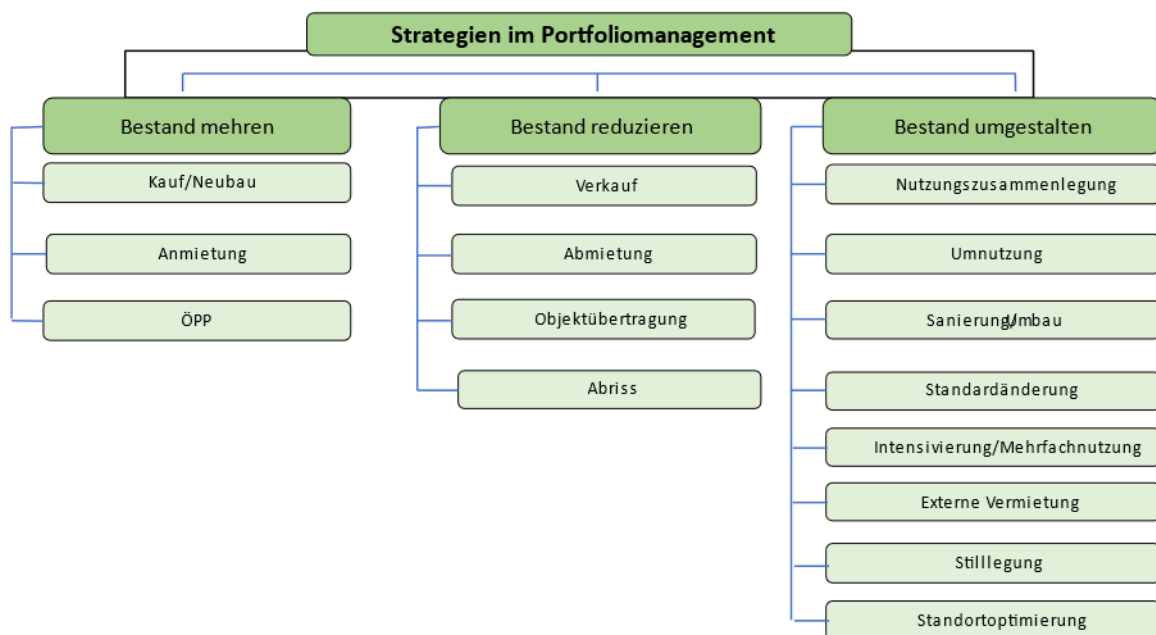 Strategien im Portfoliomanagement
Bestand mehren
Kauf/Neubau
Anmietung
ÖPP
Bestand reduzieren
Verkauf
Abmietung
Objektübertragung
Abriss
Bestand umgestalten
Nutzungszusammenlegung
Umnutzung
Sanierung/Umbau
Standardänderung
Intensivierung/Mehrfachnutzung
Externe Vermietung
Stilllegung
Standortoptimierung